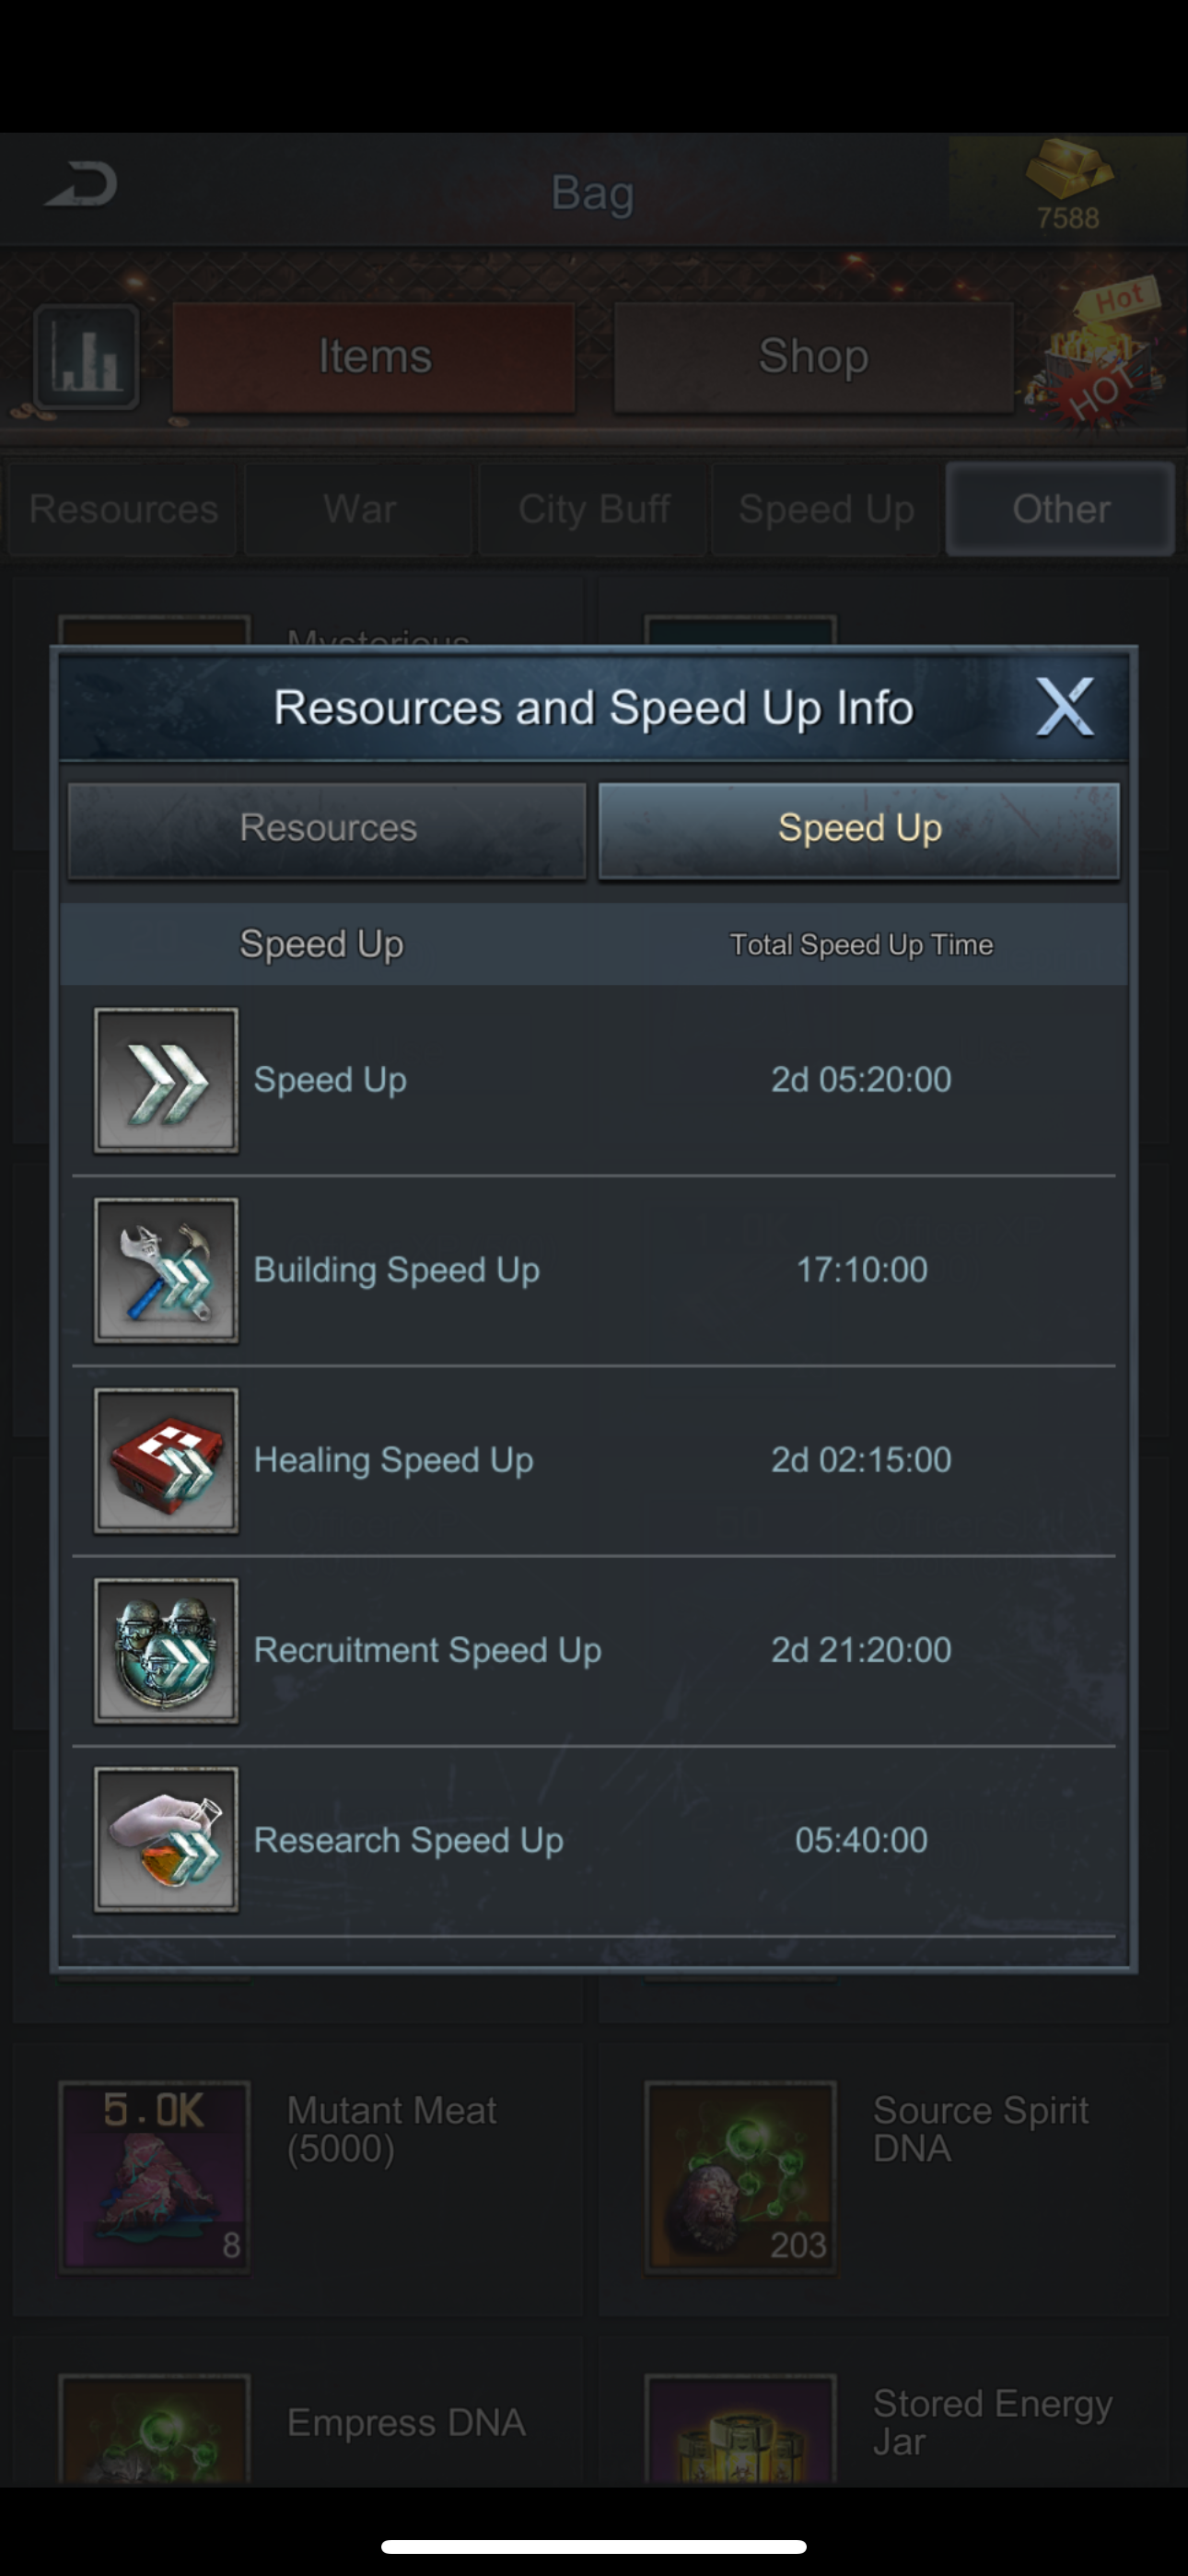 Bag
7588
Hot
Items
Shop
HOT
Resources
War
City Buff
Speed Up
Other
Mysterious
Resources and Speed Up Info
X
Resources
Speed Up
Speed Up
Total Speed Up Time
Speed Up
2d 05:20:00
Building Speed Up
17:10:00
Healing Speed Up
2d 02:15:00
Recruitment Speed Up
2d 21:20:00
Research Speed Up
05:40:00
5.0K
Mutant Meat
(5000)
8
Source Spirit
DNA
203
Empress DNA
Stored Energy
Jar